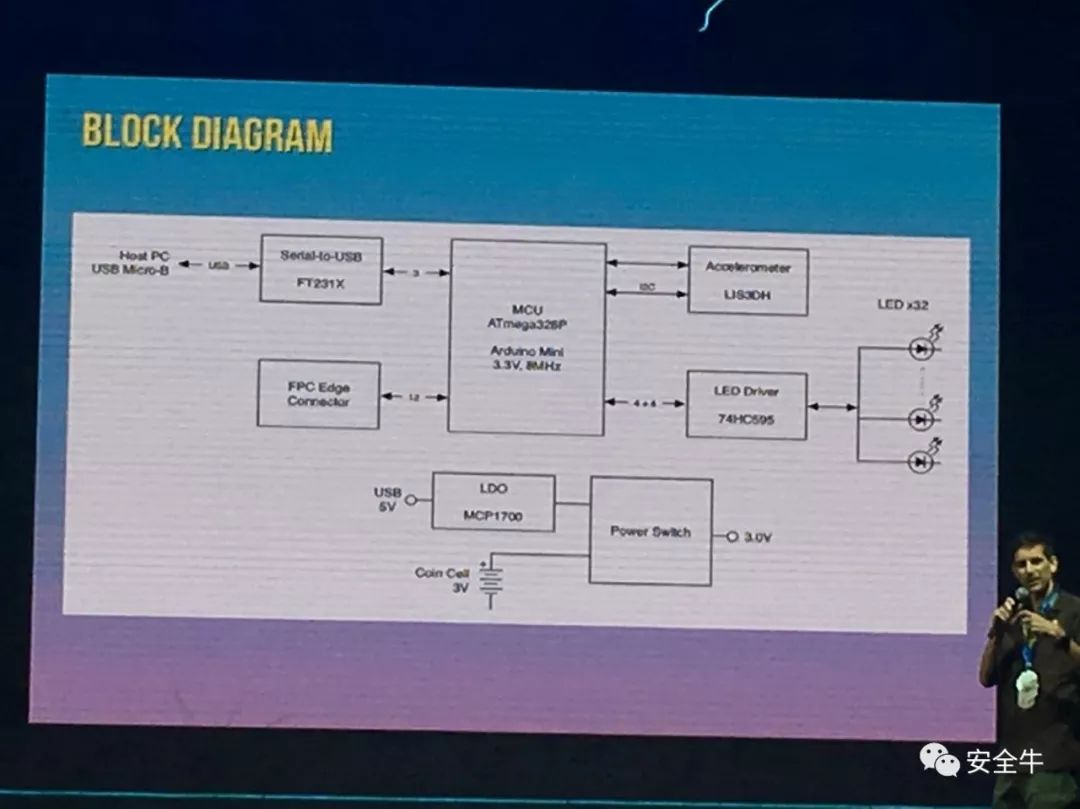 BLOCK DIAGRAM
Host PC
USB Micro-B
USB
Serial-to-USB
FT231X
3
MCU
ATmega328P
Arduino Mini
3.3V, 8MHz
I2C
Accelerometer
LIS3DH
LED x32
FPC Edge
Connector
12
4+4
LED Driver
74HC595
USB
5V
LDO
MCP1700
Power Switch
3.0V
Coin Cell
3V
+
安全牛